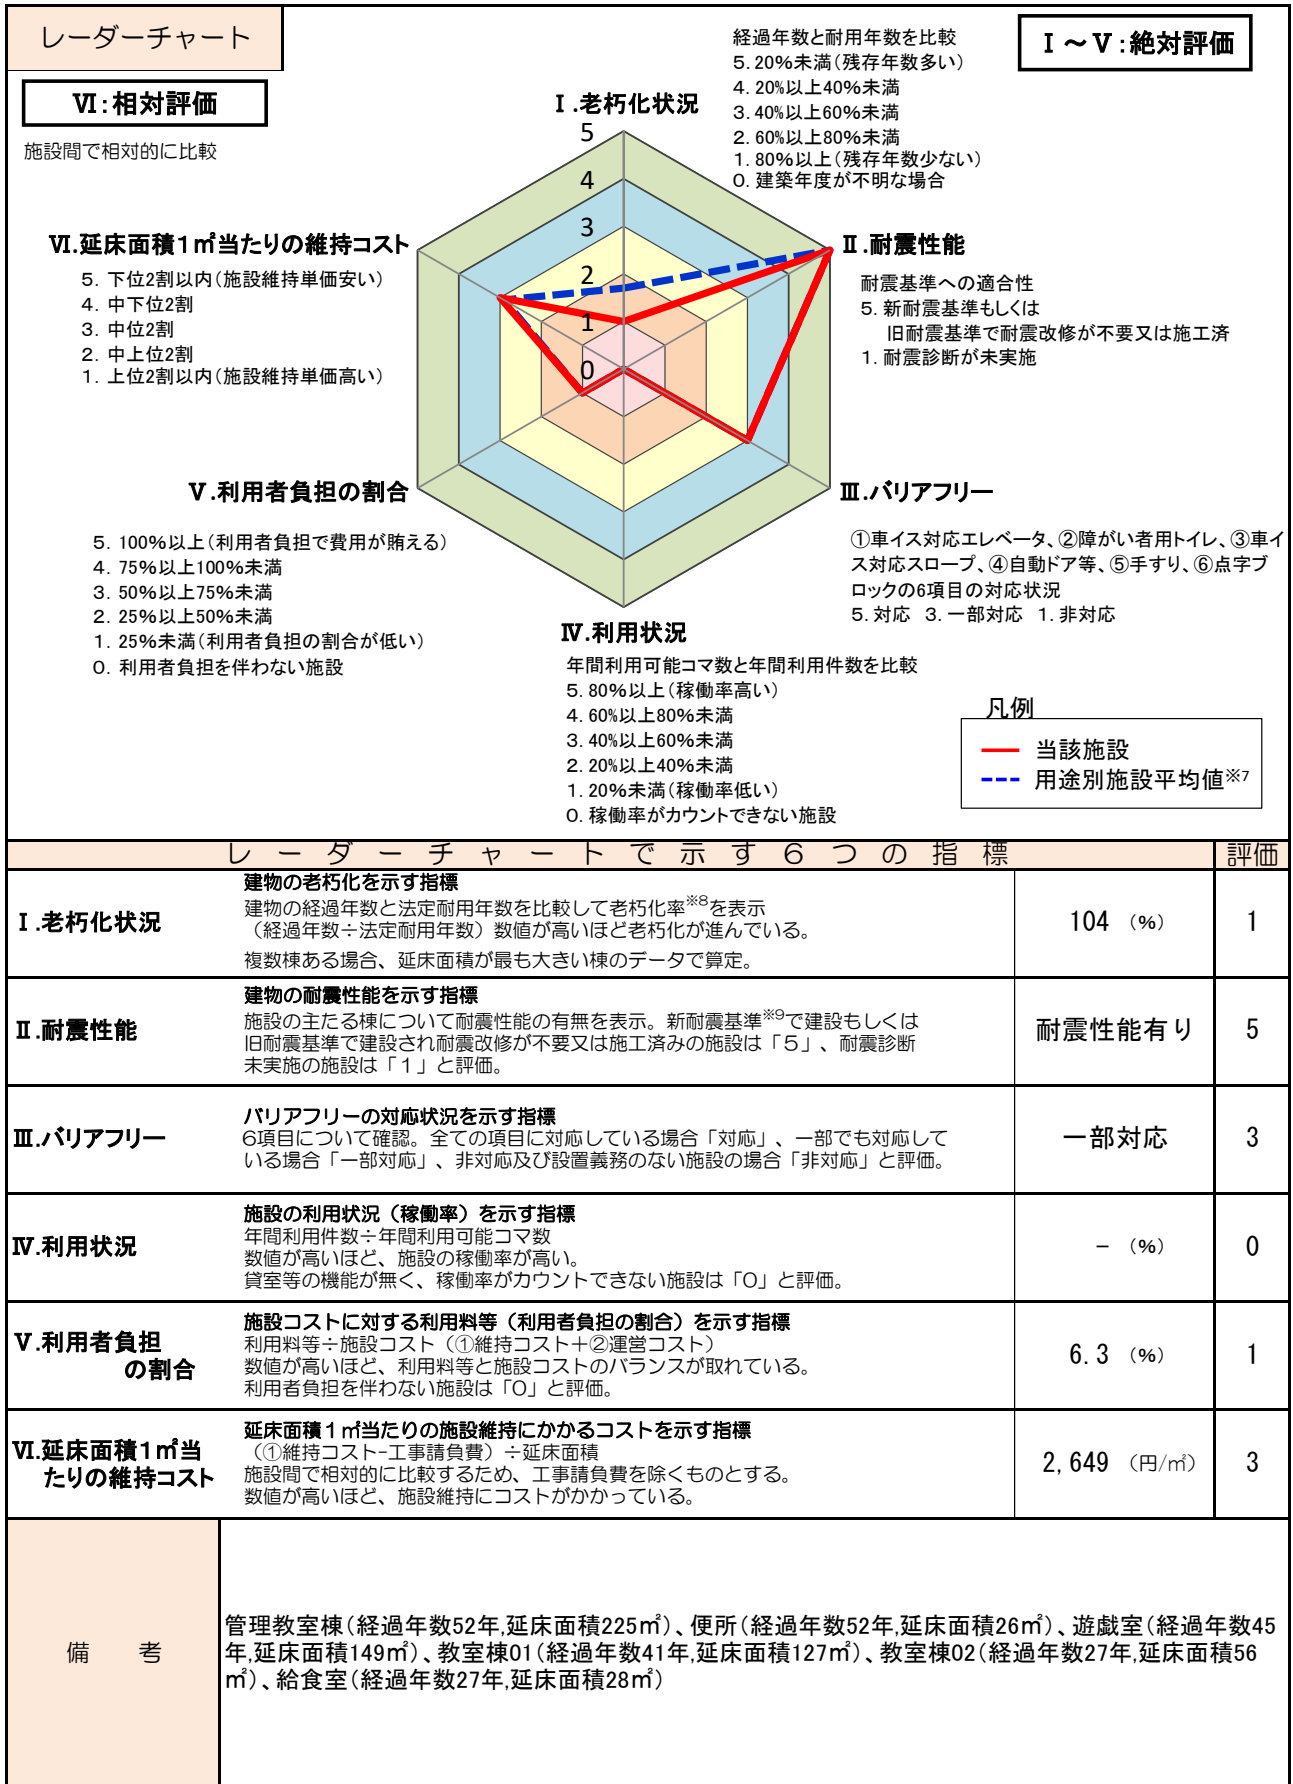 レーダーチャート
Ⅰ～Ⅴ:絶対評価
Ⅵ:相対評価
施設間で相対的に比較
Ⅰ.老朽化状況
経過年数と耐用年数を比較
5.20%未満(残存年数多い)
4.20%以上40%未満
3.40%以上60%未満
2.60%以上80%未満
1.80%以上(残存年数少ない)
0.建築年度が不明な場合
5
4
3
2
1
0
Ⅱ.耐震性能
耐震基準への適合性
5.新耐震基準もしくは
旧耐震基準で耐震改修が不要又は施工済
1.耐震診断が未実施
Ⅵ.延床面積1㎡当たりの維持コスト
5. 下位2割以内(施設維持単価安い)
4. 中下位2割
3. 中位2割
2. 中上位2割
1. 上位2割以内(施設維持単価高い)
Ⅴ.利用者負担の割合
5. 100%以上(利用者負担で費用が賄える)
4. 75%以上100%未満
3. 50%以上75%未満
2. 25%以上50%未満
1. 25%未満(利用者負担の割合が低い)
0. 利用者負担を伴わない施設
Ⅲ.バリアフリー
①車イス対応エレベータ、②障がい者用トイレ、③車イ
ス対応スロープ、④自動ドア等、⑤手すり、⑥点字ブ
ロックの6項目の対応状況
5.対応 3.一部対応 1.非対応
Ⅳ.利用状況
年間利用可能コマ数と年間利用件数を比較
5.80%以上(稼働率高い)
4.60%以上80%未満
3.40%以上60%未満
2.20%以上40%未満
1.20%未満(稼働率低い)
0.稼働率がカウントできない施設
凡例
当該施設
用途別施設平均値※7
レーダーチャートで示す6つの指標 評価
Ⅰ.老朽化状況
建物の老朽化を示す指標
建物の経過年数と法定耐用年数を比較して老朽化率※8を表示
(経過年数÷法定耐用年数)数値が高いほど老朽化が進んでいる。
複数棟ある場合、延床面積が最も大きい棟のデータで算定。
104 (%) 1
Ⅱ.耐震性能
建物の耐震性能を示す指標
施設の主たる棟について耐震性能の有無を表示。新耐震基準※9で建設もしくは
旧耐震基準で建設され耐震改修が不要又は施工済みの施設は「5」、耐震診断
未実施の施設は「1」と評価。
耐震性能有り 5
Ⅲ.バリアフリー
バリアフリーの対応状況を示す指標
6項目について確認。全ての項目に対応している場合「対応」、一部でも対応して
いる場合「一部対応」、非対応及び設置義務のない施設の場合「非対応」と評価。
一部対応 3
Ⅳ.利用状況
施設の利用状況(稼働率)を示す指標
年間利用件数÷年間利用可能コマ数
数値が高いほど、施設の稼働率が高い。
貸室等の機能が無く、稼働率がカウントできない施設は「0」と評価。
- (%) 0
Ⅴ.利用者負担
の割合
施設コストに対する利用料等(利用者負担の割合)を示す指標
利用料等÷施設コスト(①維持コスト+②運営コスト)
数値が高いほど、利用料等と施設コストのバランスが取れている。
利用者負担を伴わない施設は「0」と評価。
6.3 (%) 1
Ⅵ.延床面積1㎡当
たりの維持コスト
延床面積1㎡当たりの施設維持にかかるコストを示す指標
(①維持コスト-工事請負費)÷延床面積
施設間で相対的に比較するため、工事請負費を除くものとする。
数値が高いほど、施設維持にコストがかかっている。
2,649 (円/㎡) 3
備 考
管理教室棟(経過年数52年,延床面積225㎡)、便所(経過年数52年,延床面積26㎡)、遊戯室(経過年数45
年,延床面積149㎡)、教室棟01(経過年数41年,延床面積127㎡)、教室棟02(経過年数27年,延床面積56
㎡)、給食室(経過年数27年,延床面積28㎡)